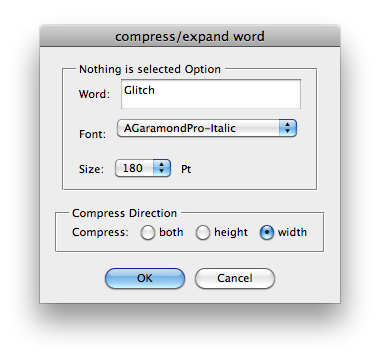 compress/expand word
Nothing is selected Option
Word: Glitch
Font: AGaramondPro-Italic
Size: 180 Pt
Compress Direction
Compress: both height width
OK Cancel